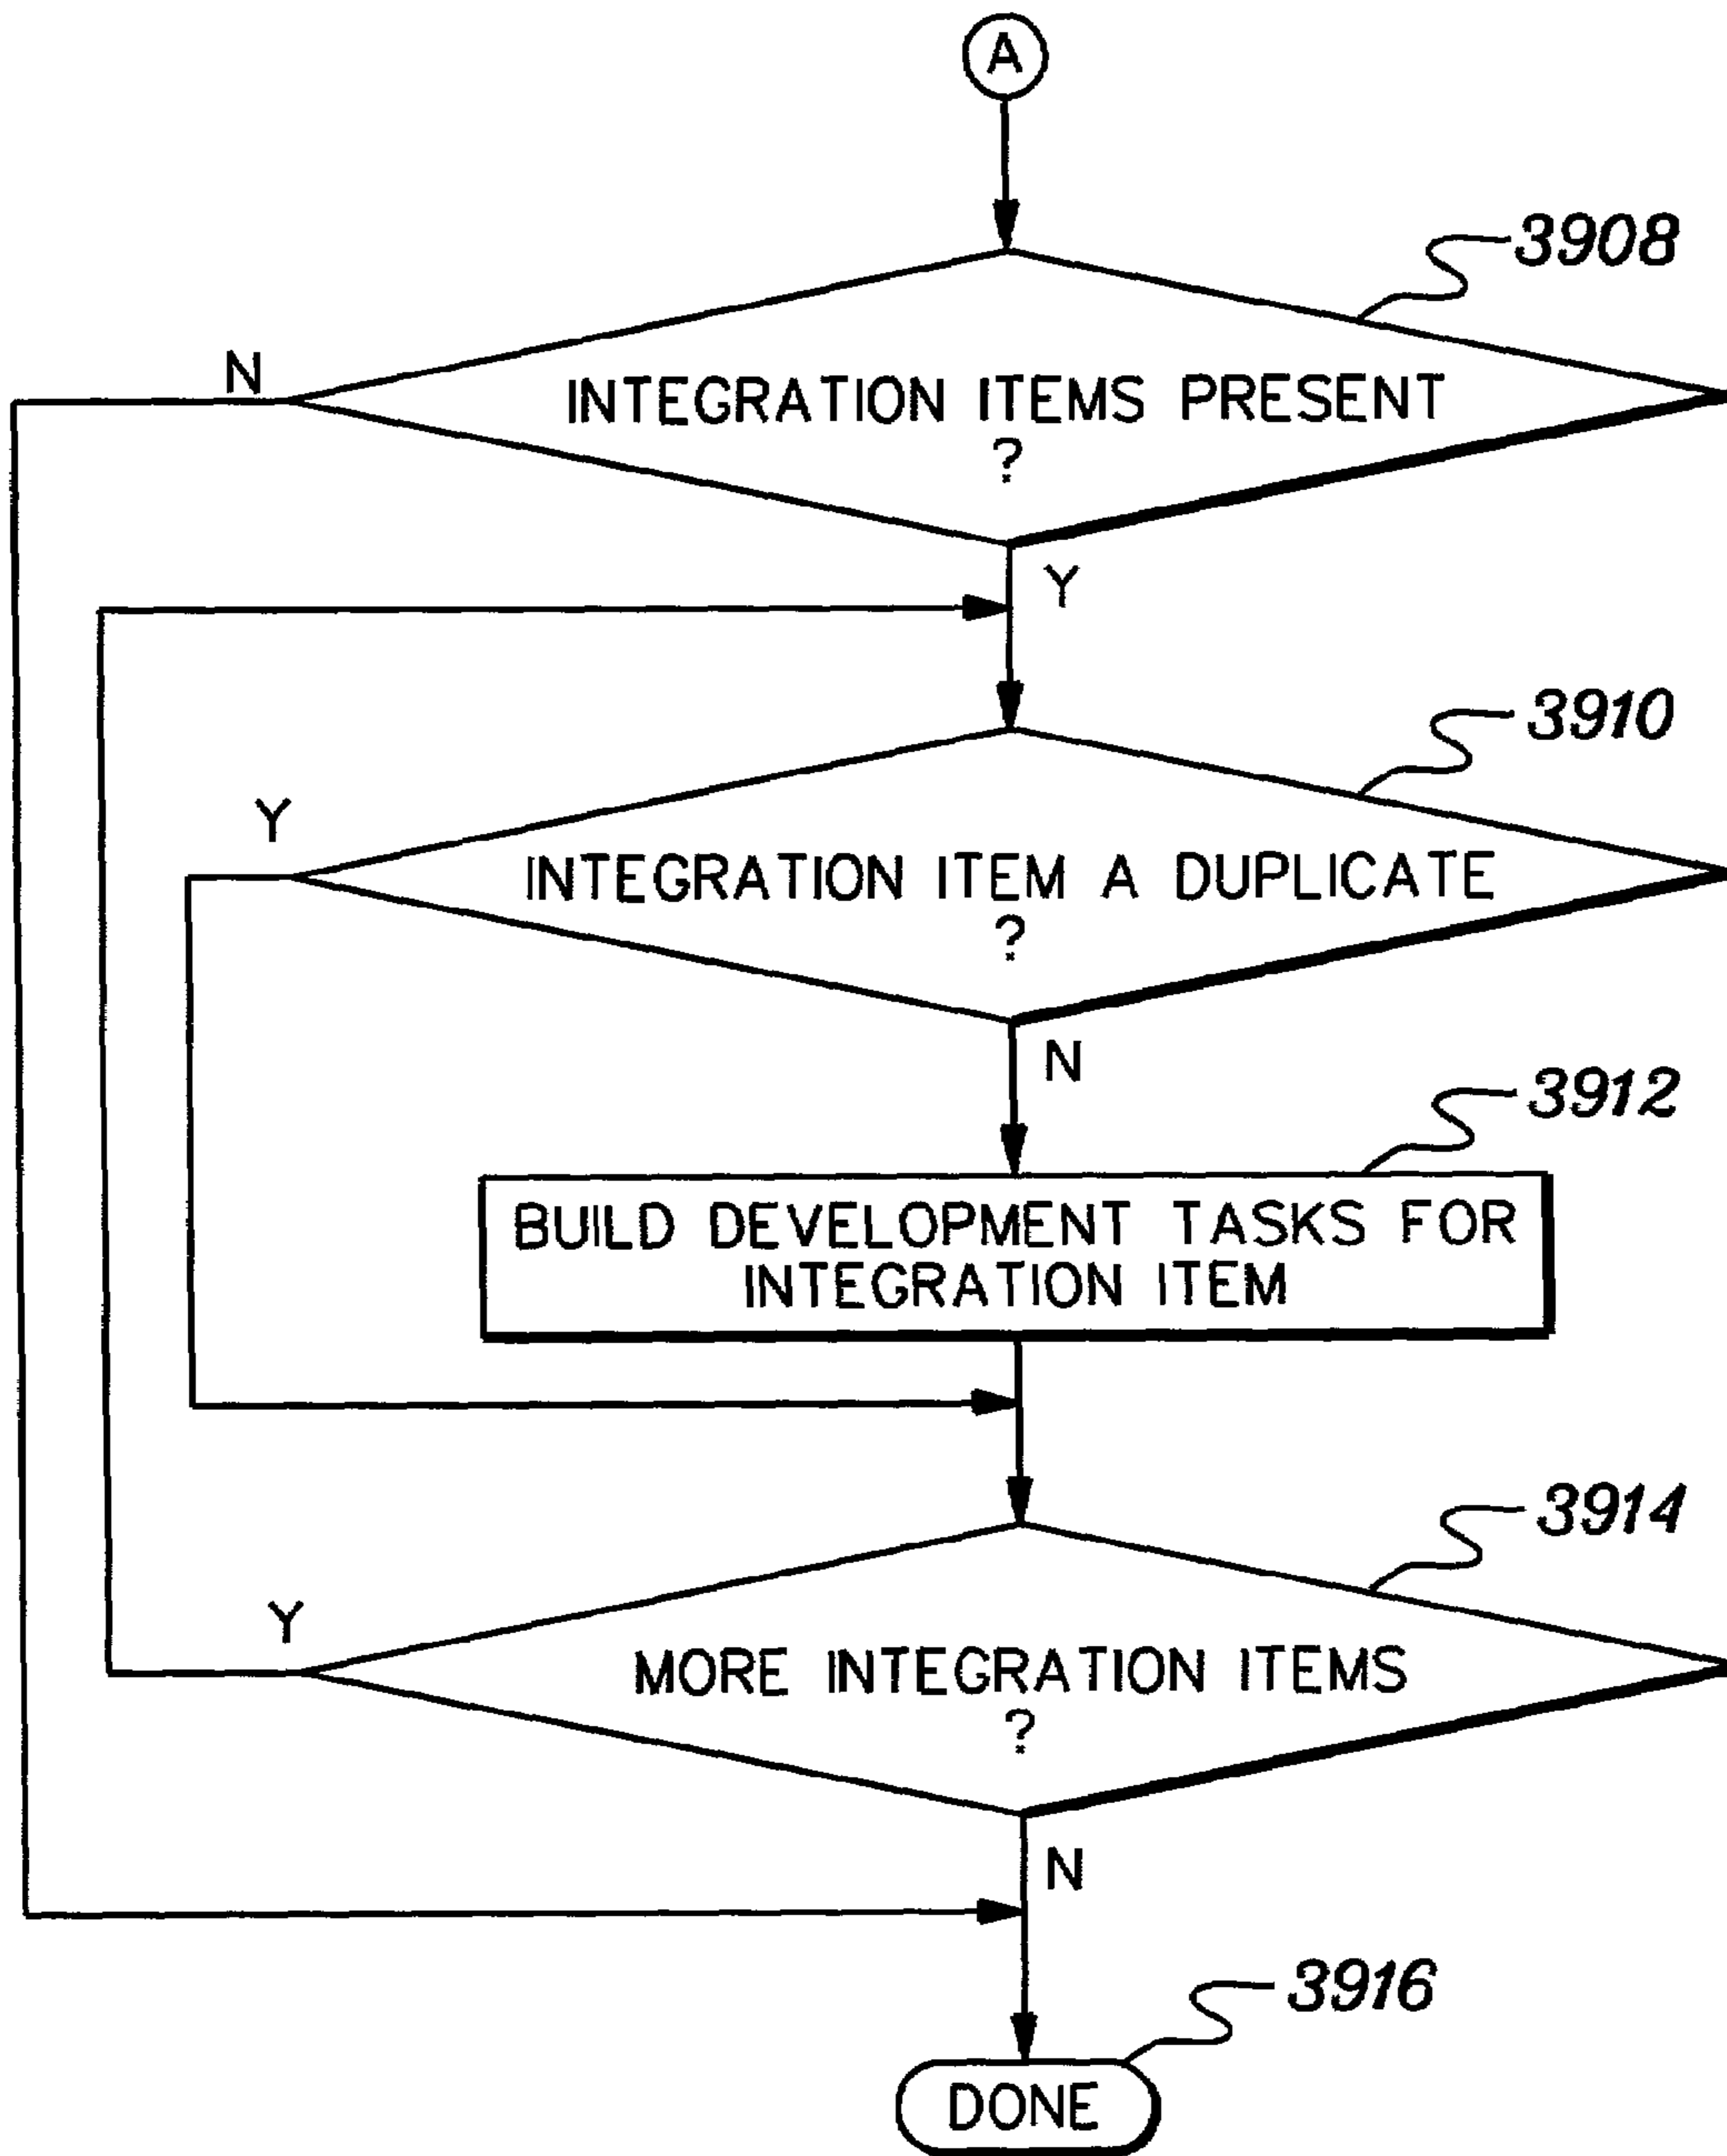 A
3908
N
INTEGRATION ITEMS PRESENT
?
Y
3910
Y
INTEGRATION ITEM A DUPLICATE
?
N
3912
BUILD DEVELOPMENT TASKS FOR
INTEGRATION ITEM
3914
Y
MORE INTEGRATION ITEMS
?
N
3916
DONE